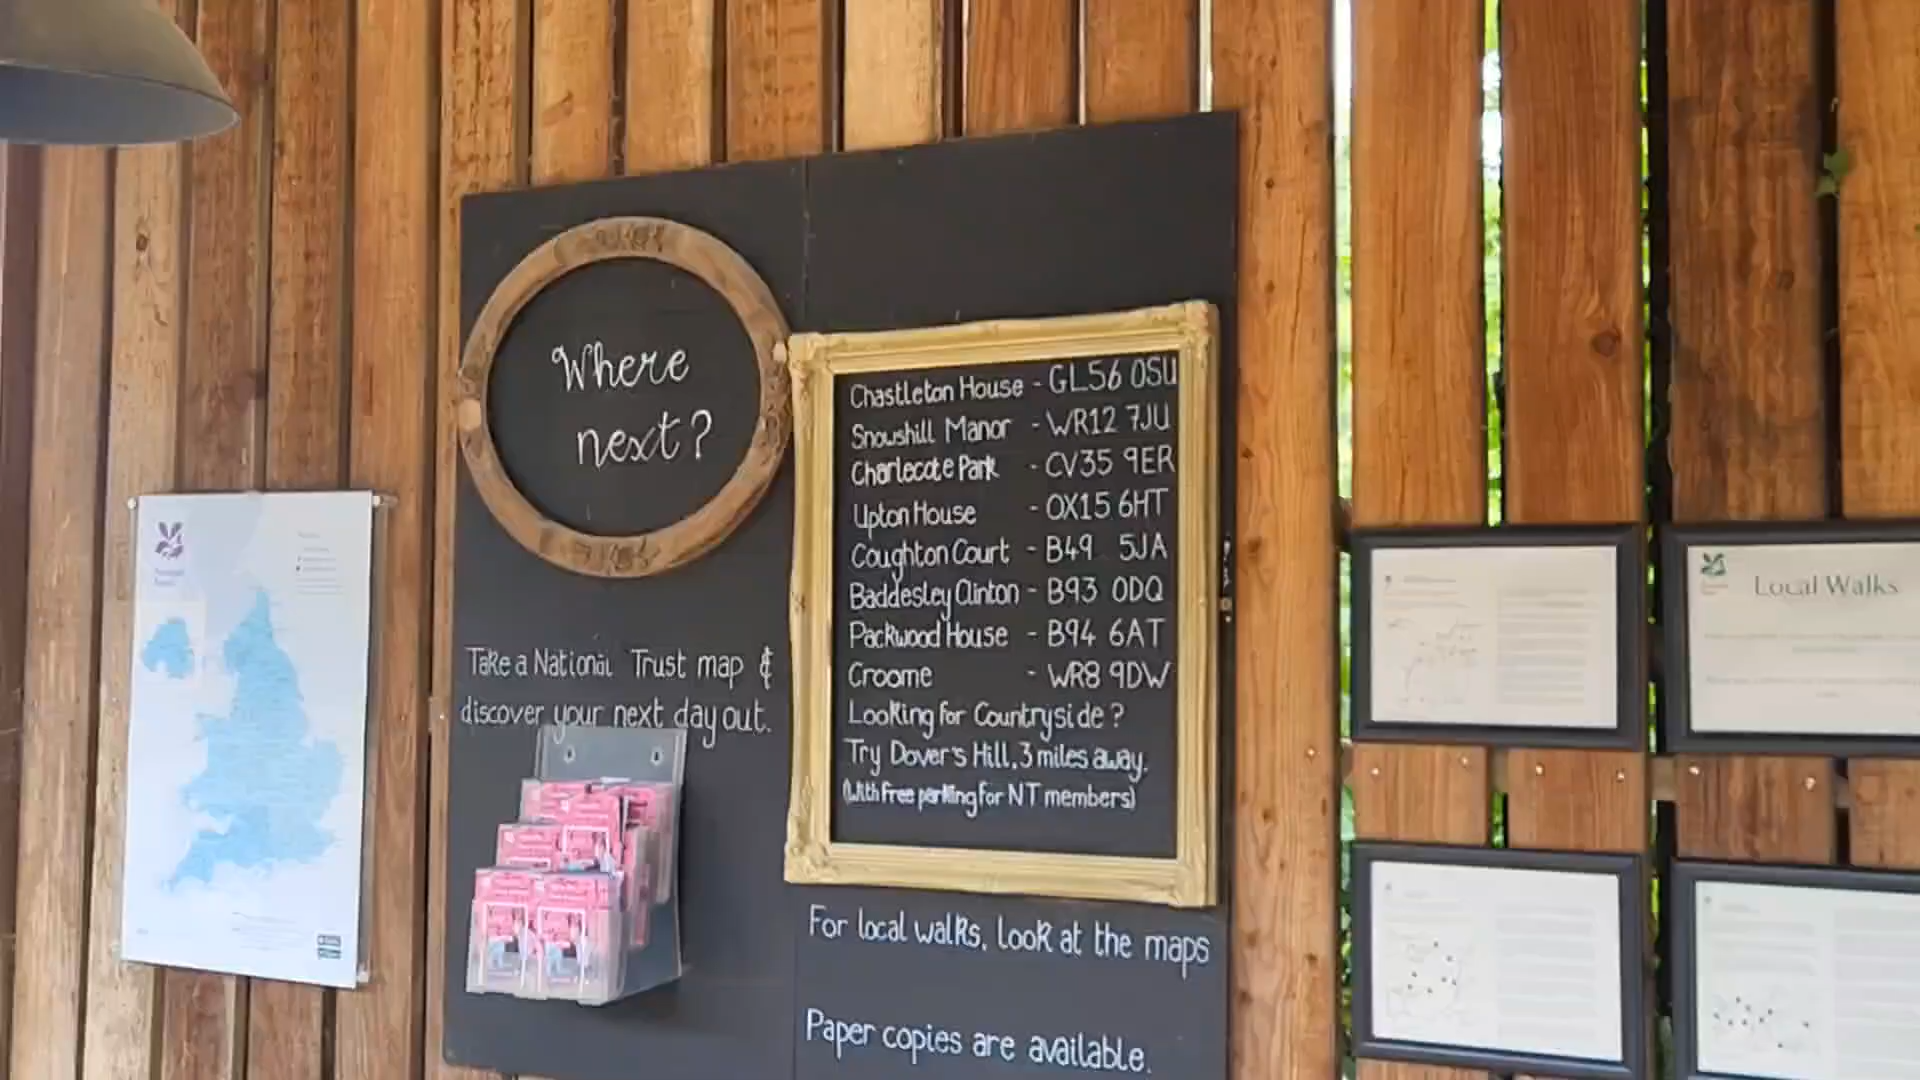 Where
next?
Take a National Trust map &
discover your next day out.
Chastleton House - GL56 0SU
Snowshill Manor - WR12 7JU
Charlecote Park - CV35 9ER
Upton House - OX15 6HT
Coughton Court - B49 5JA
Baddesley Clinton - B93 0DQ
Packwood House - B94 6AT
Croome - WR8 9DW
Looking for Countryside?
Try Dover's Hill, 3 miles away.
(With free parking for NT members)
For local walks, look at the maps
Paper copies are available.
Local Walks